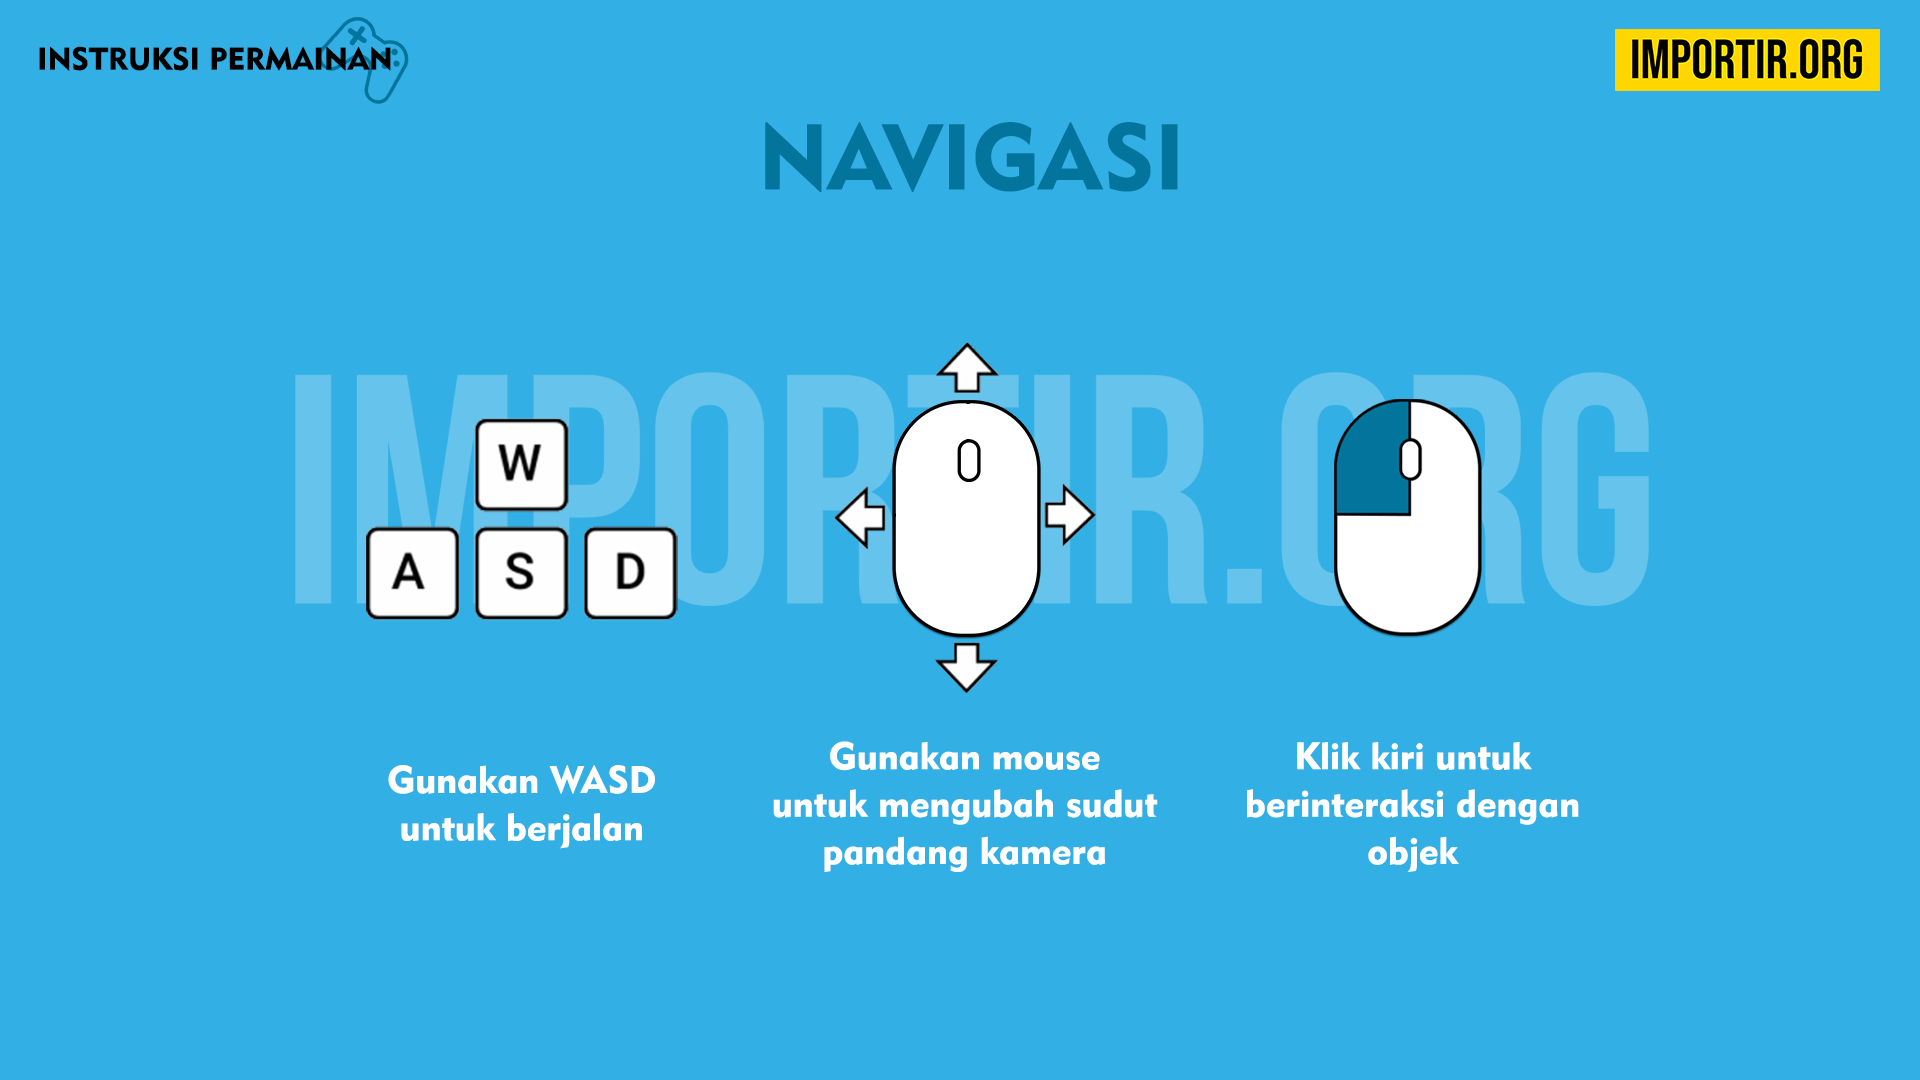 INSTRUKSI PERMAINAN
IMPORTIR.ORG
NAVIGASI
IMPORTIR.ORG
W
A S D
Gunakan WASD
untuk berjalan
Gunakan mouse
untuk mengubah sudut
pandang kamera
Klik kiri untuk
berinteraksi dengan
objek